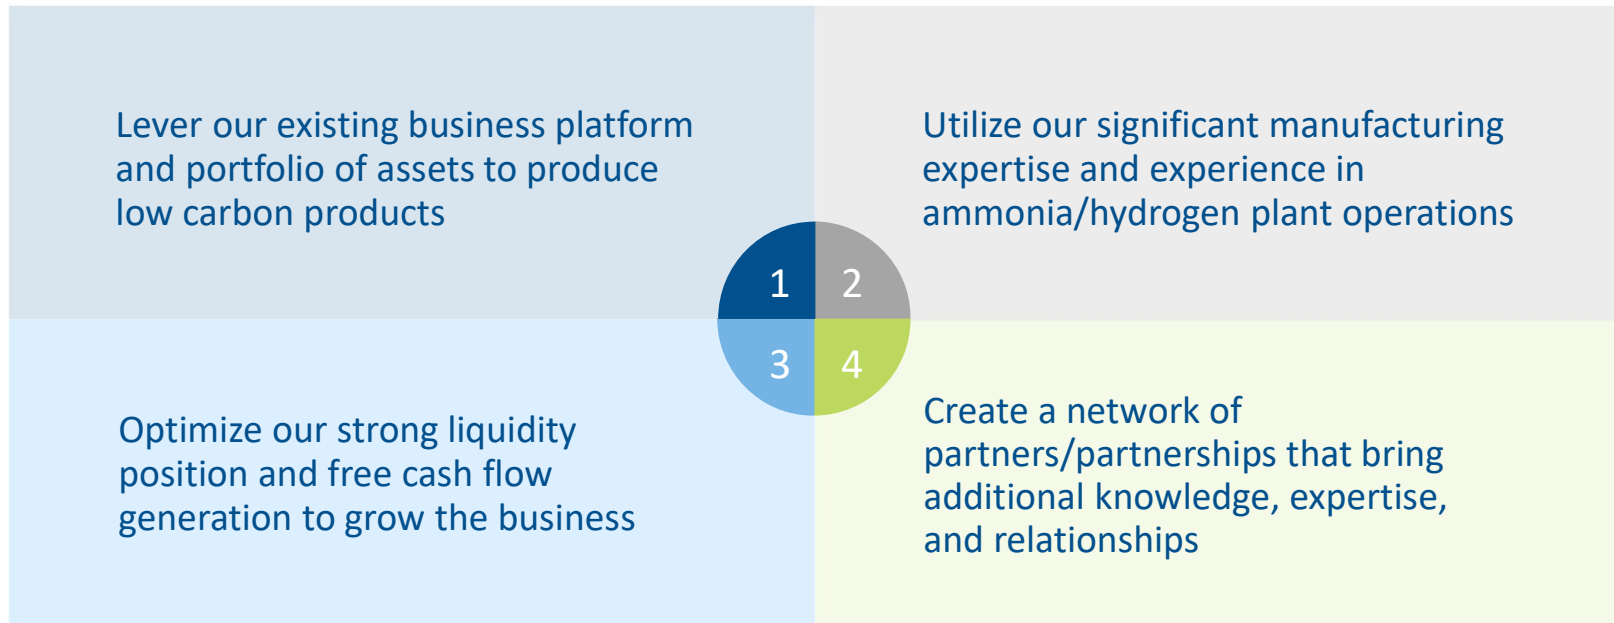 Lever our existing business platform
and portfolio of assets to produce
low carbon products
Utilize our significant manufacturing
expertise and experience in
ammonia/hydrogen plant operations
1
2
3
4
Optimize our strong liquidity
position and free cash flow
generation to grow the business
Create a network of
partners/partnerships that bring
additional knowledge, expertise,
and relationships